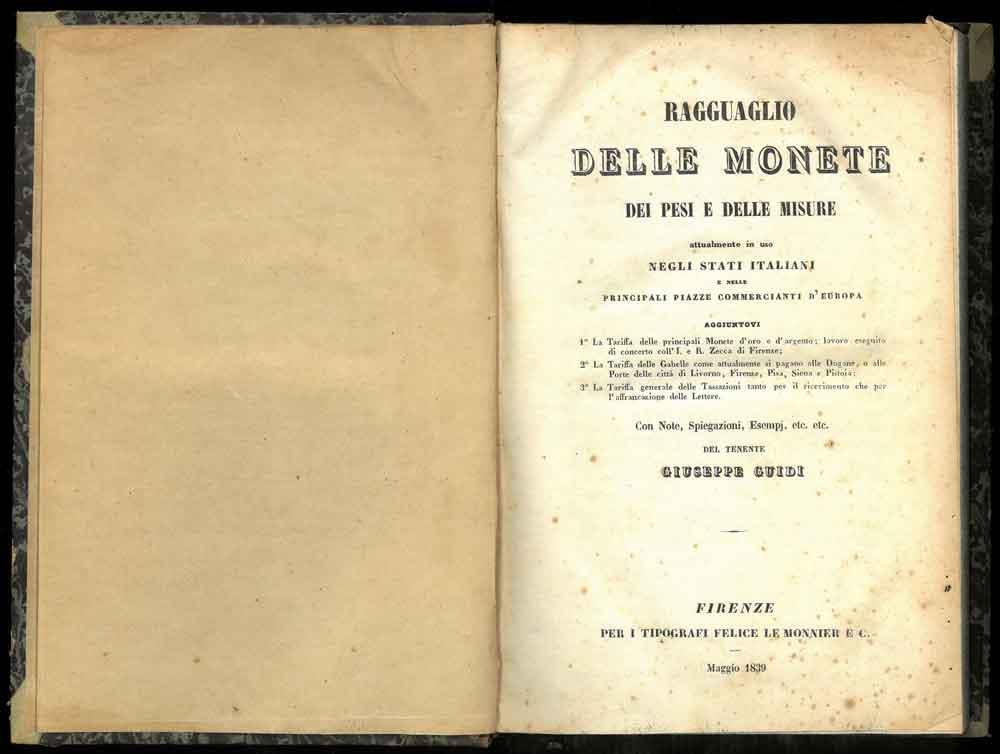 RAGGUAGLIO
DELLE MONETE
DEI PESI E DELLE MISURE
attualmente in uso
NEGLI STATI ITALIANI
E NELLE
PRINCIPALI PIAZZE COMMERCIANTI D'EUROPA
AGGIUNTOVI
1° La Tariffa delle principali Monete d'oro e d'argento; lavoro eseguito
di concerto coll'I. e R. Zecca di Firenze;
2° La Tariffa delle Gabelle come attualmente si pagano alle Dogane, o alle
Porte delle città di Livorno, Firenze, Pisa, Siena e Pistoia;
3° La Tariffa generale delle Tassazioni tanto per il ricevimento che per
l'affrancazione delle Lettere.
Con Note, Spiegazioni, Esempj, etc. etc.
DEL TENENTE
GIUSEPPE GUIDI
FIRENZE
PER I TIPOGRAFI FELICE LE MONNIER E C.
Maggio 1839